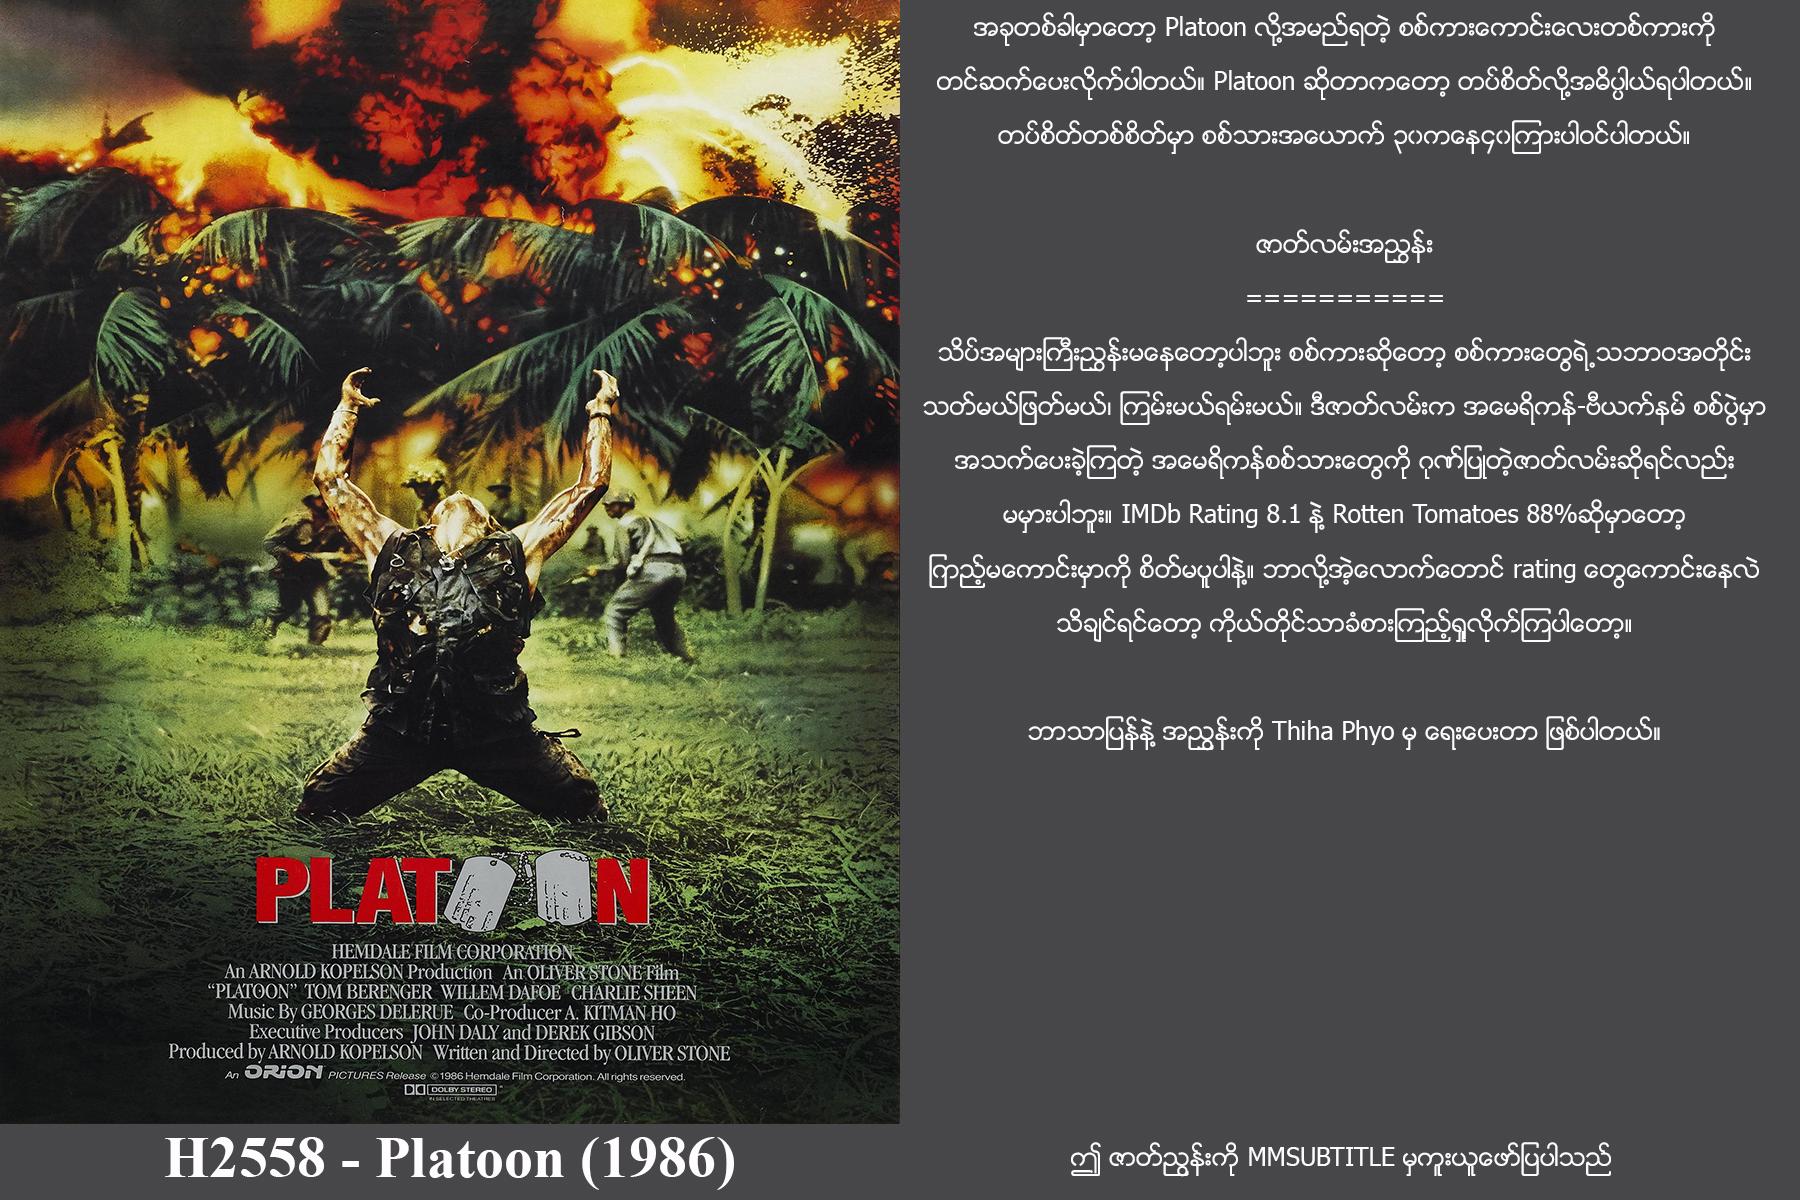 PLATOON
HEMDALE FILM CORPORATION
An ARNOLD KOPELSON Production An OLIVER STONE Film
“PLATOON” TOM BERENGER WILLEM DAFOE CHARLIE SHEEN
Music By GEORGES DELERUE Co-Producer A. KITMAN HO
Executive Producers JOHN DALY and DEREK GIBSON
Produced by ARNOLD KOPELSON Written and Directed by OLIVER STONE
An ORION PICTURES Release ©1986 Hemdale Film Corporation. All rights reserved.
DOLBY STEREO
IN SELECTED THEATRES
H2558 - Platoon (1986)
အခုတစ်ခါမှာတော့ Platoon လို့အမည်ရတဲ့ စစ်ကားကောင်းလေးတစ်ကားကို
တင်ဆက်ပေးလိုက်ပါတယ်။ Platoon ဆိုတာကတော့ တပ်စိတ်လို့အဓိပ္ပါယ်ရပါတယ်။
တပ်စိတ်တစ်စိတ်မှာ စစ်သားအယောက် ၃၀ကနေ၄၀ကြားပါဝင်ပါတယ်။
ဇာတ်လမ်းအညွှန်း
===========
သိပ်အများကြီးညွှန်းမနေတော့ပါဘူး စစ်ကားဆိုတော့ စစ်ကားတွေရဲ့သဘာဝအတိုင်း
သတ်မယ်ဖြတ်မယ်၊ ကြမ်းမယ်ရမ်းမယ်။ ဒီဇာတ်လမ်းက အမေရိကန်-ဗီယက်နမ် စစ်ပွဲမှာ
အသက်ပေးခဲ့ကြတဲ့ အမေရိကန်စစ်သားတွေကို ဂုဏ်ပြုတဲ့ဇာတ်လမ်းဆိုရင်လည်း
မမှားပါဘူး။ IMDb Rating 8.1 နဲ့ Rotten Tomatoes 88%ဆိုမှာတော့
ကြည့်မကောင်းမှာကို စိတ်မပူပါနဲ့။ ဘာလို့အဲ့လောက်တောင် rating တွေကောင်းနေလဲ
သိချင်ရင်တော့ ကိုယ်တိုင်သာခံစားကြည့်ရှုလိုက်ကြပါတော့။
ဘာသာပြန်နဲ့ အညွှန်းကို Thiha Phyo မှ ရေးပေးတာ ဖြစ်ပါတယ်။
ဤ ဇာတ်ညွှန်းကို MMSUBTITLE မှကူးယူဖော်ပြပါသည်